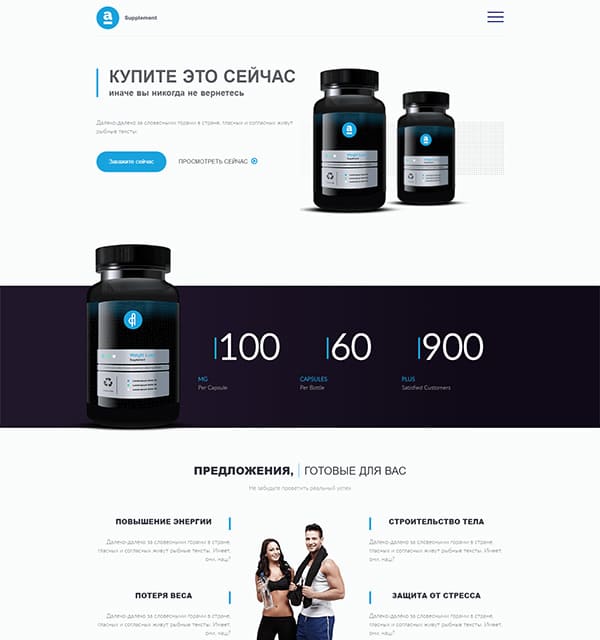 a
Supplement
КУПИТЕ ЭТО СЕЙЧАС
иначе вы никогда не вернетесь
Далеко-далеко за словесными горами в стране, гласных и согласных живут
рыбные тексты.
Закажите сейчас
ПРОСМОТРЕТЬ СЕЙЧАС
a
Supplement
100
60
900
MG
CAPSULES
PLUS
Per Capsule
Per Bottle
Satisfied Customers
Supplement
ПРЕДЛОЖЕНИЯ, ГОТОВЫЕ ДЛЯ ВАС
Не забудьте проветить реальный успех
ПОВЫШЕНИЕ ЭНЕРГИИ
СТРОИТЕЛЬСТВО ТЕЛА
Далеко-далеко за словесными горами в стране,
гласных и согласных живут рыбные тексты. Имеет,
они, наш?
Далеко-далеко за словесными горами в стране,
гласных и согласных живут рыбные тексты. Имеет,
они, наш?
ПОТЕРЯ ВЕСА
ЗАЩИТА ОТ СТРЕССА
Далеко-далеко за словесными горами в стране,
гласных и согласных живут рыбные тексты. Имеет,
они, наш?
Далеко-далеко за словесными горами в стране,
гласных и согласных живут рыбные тексты. Имеет,
они, наш?